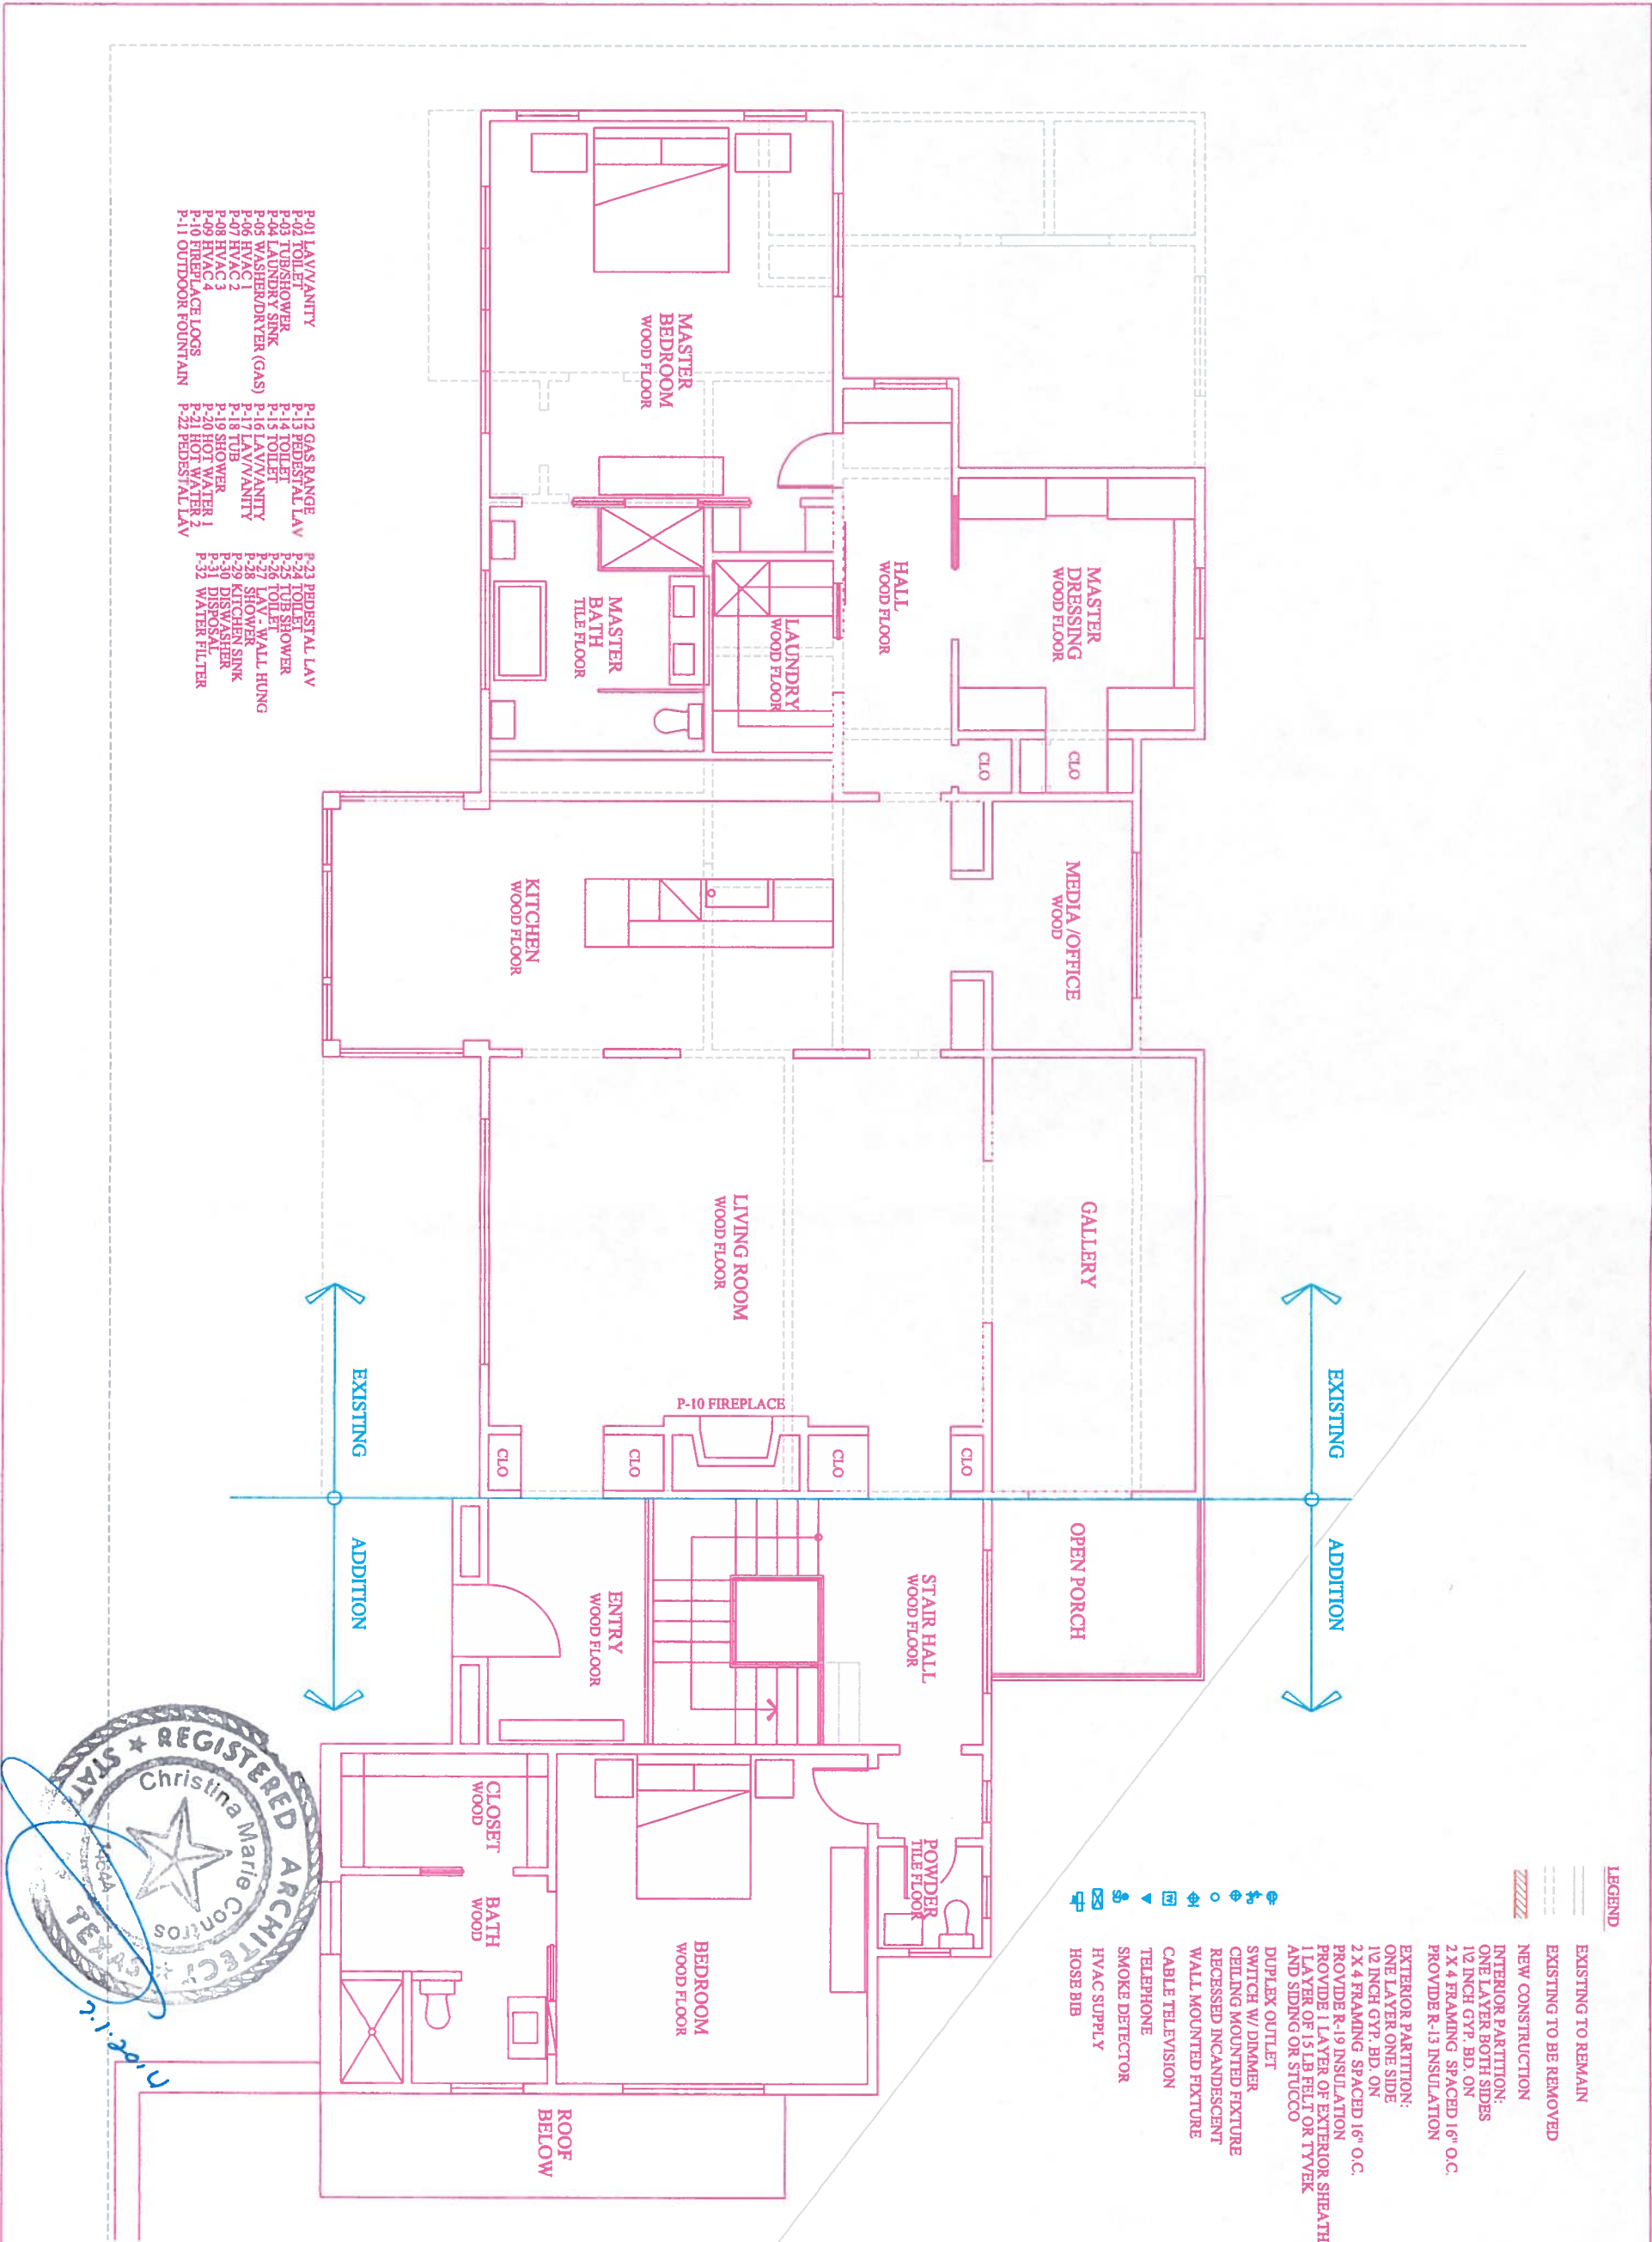 LEGEND
EXISTING TO REMAIN
EXISTING TO BE REMOVED
NEW CONSTRUCTION
INTERIOR PARTITION:
ONE LAYER BOTH SIDES
1/2 INCH GYP. BD. ON
2 X 4 FRAMING SPACED 16" O.C.
PROVIDE R-13 INSULATION
EXTERIOR PARTITION:
ONE LAYER ONE SIDE
1/2 INCH GYP. BD. ON
2 X 4 FRAMING SPACED 16" O.C.
PROVIDE R-19 INSULATION
PROVIDE 1 LAYER OF EXTERIOR SHEATH
1 LAYER OF 15 LB FELT OR TYVEK
AND SIDING OR STUCCO
DUPLEX OUTLET
SWITCH W/ DIMMER
CEILING MOUNTED FIXTURE
RECESSED INCANDESCENT
WALL MOUNTED FIXTURE
CABLE TELEVISION
TELEPHONE
SMOKE DETECTOR
HVAC SUPPLY
HOSE BIB
EXISTING
ADDITION
MASTER
DRESSING
WOOD FLOOR
CLO
CLO
MEDIA /OFFICE
WOOD
GALLERY
OPEN PORCH
HALL
WOOD FLOOR
CLO
STAIR HALL
WOOD FLOOR
POWDER
TILE FLOOR
LAUNDRY
WOOD FLOOR
CLO
P-10 FIREPLACE
LIVING ROOM
WOOD FLOOR
MASTER
BEDROOM
WOOD FLOOR
MASTER
BATH
TILE FLOOR
CLO
ENTRY
WOOD FLOOR
BEDROOM
WOOD FLOOR
KITCHEN
WOOD FLOOR
CLO
CLOSET
WOOD
BATH
WOOD
ROOF
BELOW
EXISTING
ADDITION
P-01 LAV/VANITY
P-02 TOILET
P-03 TUB/SHOWER
P-04 LAUNDRY SINK
P-05 WASHER/DRYER (GAS)
P-06 HVAC 1
P-07 HVAC 2
P-08 HVAC 3
P-09 HVAC 4
P-10 FIREPLACE LOGS
P-11 OUTDOOR FOUNTAIN
P-12 GAS RANGE
P-13 PEDESTAL LAV
P-14 TOILET
P-15 TOILET
P-16 LAV/VANITY
P-17 LAV/VANITY
P-18 TUB
P-19 SHOWER
P-20 HOT WATER 1
P-21 HOT WATER 2
P-22 PEDESTAL LAV
P-23 PEDESTAL LAV
P-24 TOILET
P-25 TUB SHOWER
P-26 TOILET
P-27 LAV - WALL HUNG
P-28 SHOWER
P-29 KITCHEN SINK
P-30 DISWASHER
P-31 DISPOSAL
P-32 WATER FILTER
REGISTERED ARCHITECT
Christina Marie Contros
TEXAS